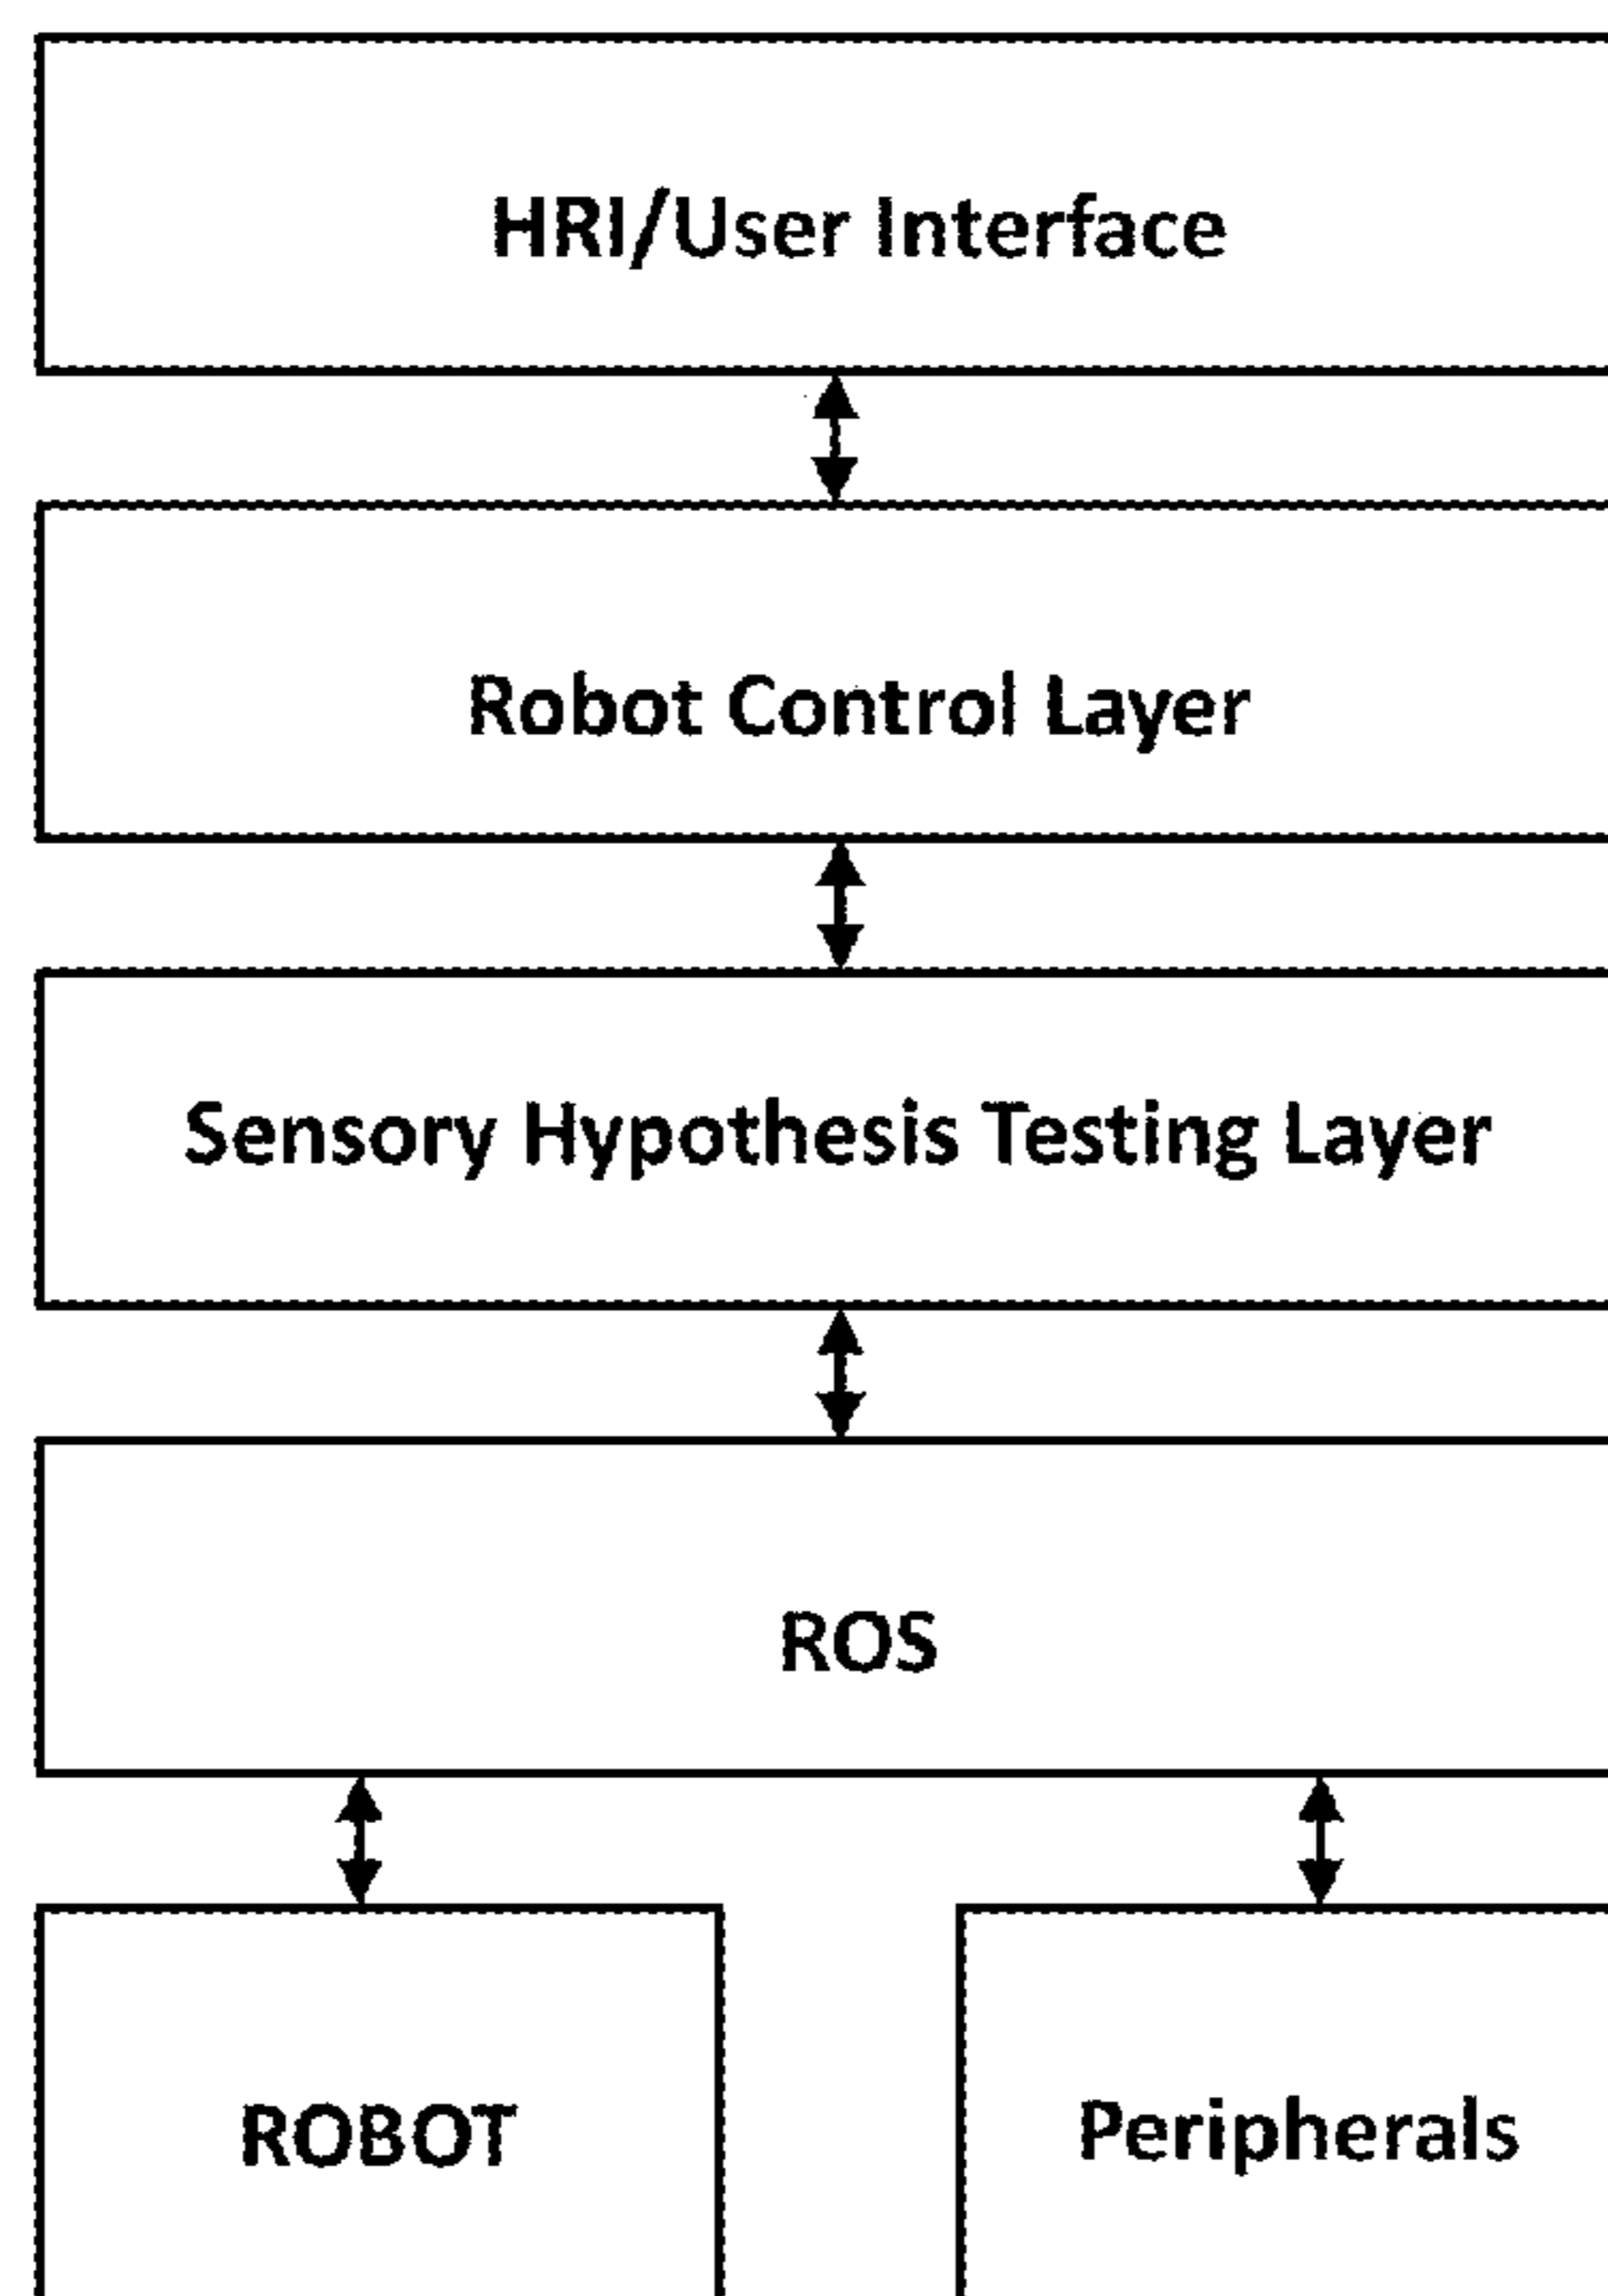 HRI/User Interface
Robot Control Layer
Sensory Hypothesis Testing Layer
ROS
ROBOT
Peripherals